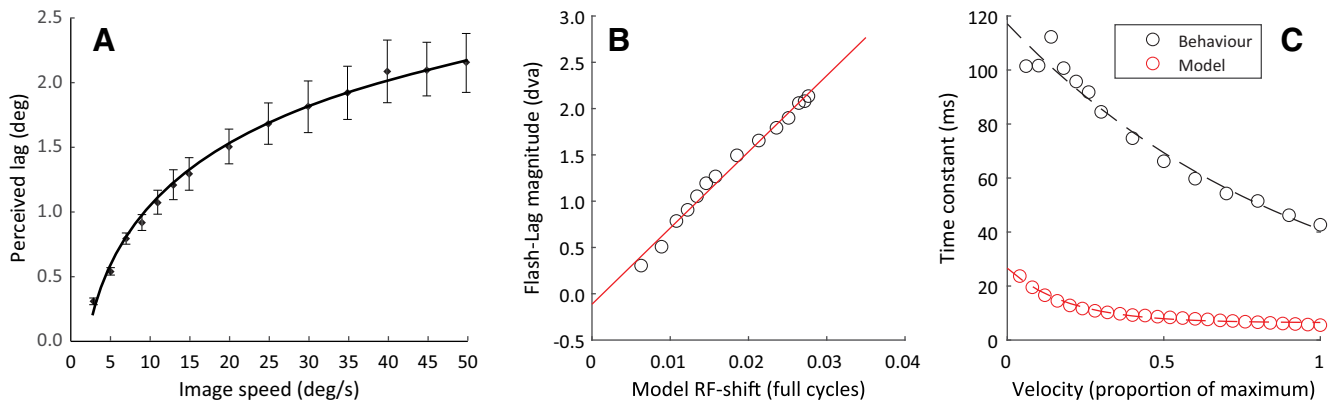 A
Perceived lag (deg)
2.5
2.0
1.5
1.0
0.5
0.0
0 5 10 15 20 25 30 35 40 45 50
Image speed (deg/s)
B
Flash-Lag magnitude (dva)
3.0
2.5
2.0
1.5
1.0
0.5
0.0
-0.5
0 0.01 0.02 0.03 0.04
Model RF-shift (full cycles)
C
Time constant (ms)
120
100
80
60
40
20
0
Behaviour
Model
0 0.5 1
Velocity (proportion of maximum)